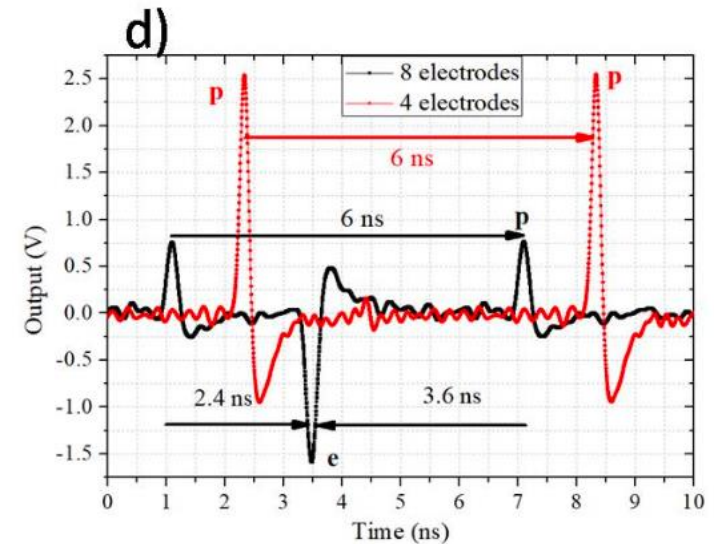 d)
8 electrodes
4 electrodes
p
p
6 ns
6 ns
p
2.4 ns
3.6 ns
e
2.5
2.0
1.5
1.0
0.5
0.0
-0.5
-1.0
-1.5
Output (V)
0 1 2 3 4 5 6 7 8 9 10
Time (ns)